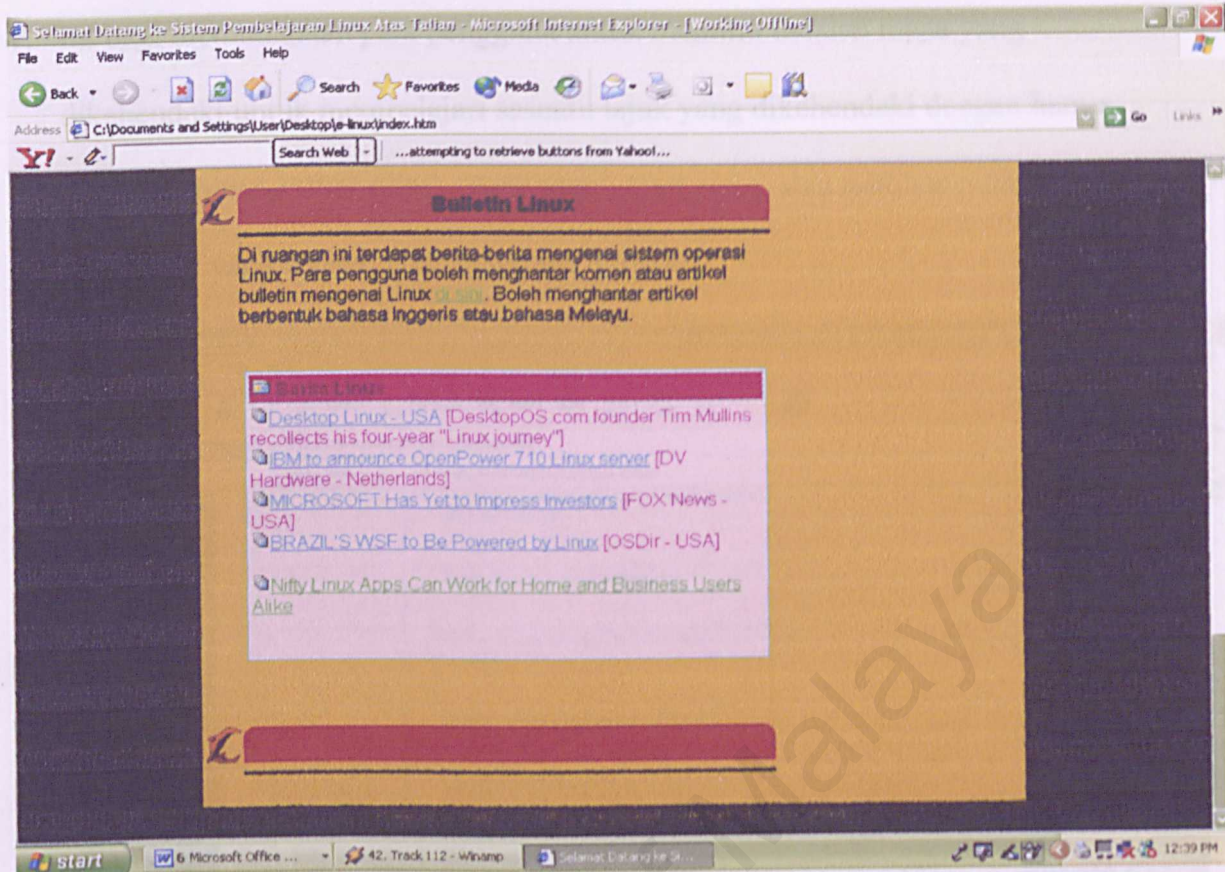 Selamat Datang ke Sistem Pembelajaran Linux Atas Talian - Microsoft Internet Explorer - [Working Offline]
File Edit View Favorites Tools Help
Back Search Favorites Media
Address C:\Documents and Settings\User\Desktop\e-linux\index.htm Go Links »
Y! Search Web ...attempting to retrieve buttons from Yahoo!...
Bulletin Linux
Di ruangan ini terdapat berita-berita mengenai sistem operasi
Linux. Para pengguna boleh menghantar komen atau artikel
bulletin mengenai Linux di sini. Boleh menghantar artikel
berbentuk bahasa Inggeris atau bahasa Melayu.
Berita Linux
Desktop Linux - USA [DesktopOS com founder Tim Mullins
recollects his four-year "Linux journey"]
IBM to announce OpenPower 710 Linux server [DV
Hardware - Netherlands]
MICROSOFT Has Yet to Impress Investors [FOX News -
USA]
BRAZIL'S WSF to Be Powered by Linux [OSDir - USA]
Nifty Linux Apps Can Work for Home and Business Users
Alike
Malaya
start 6 Microsoft Office ... 42. Track 112 - Winamp Selamat Datang ke Si... 12:39 PM